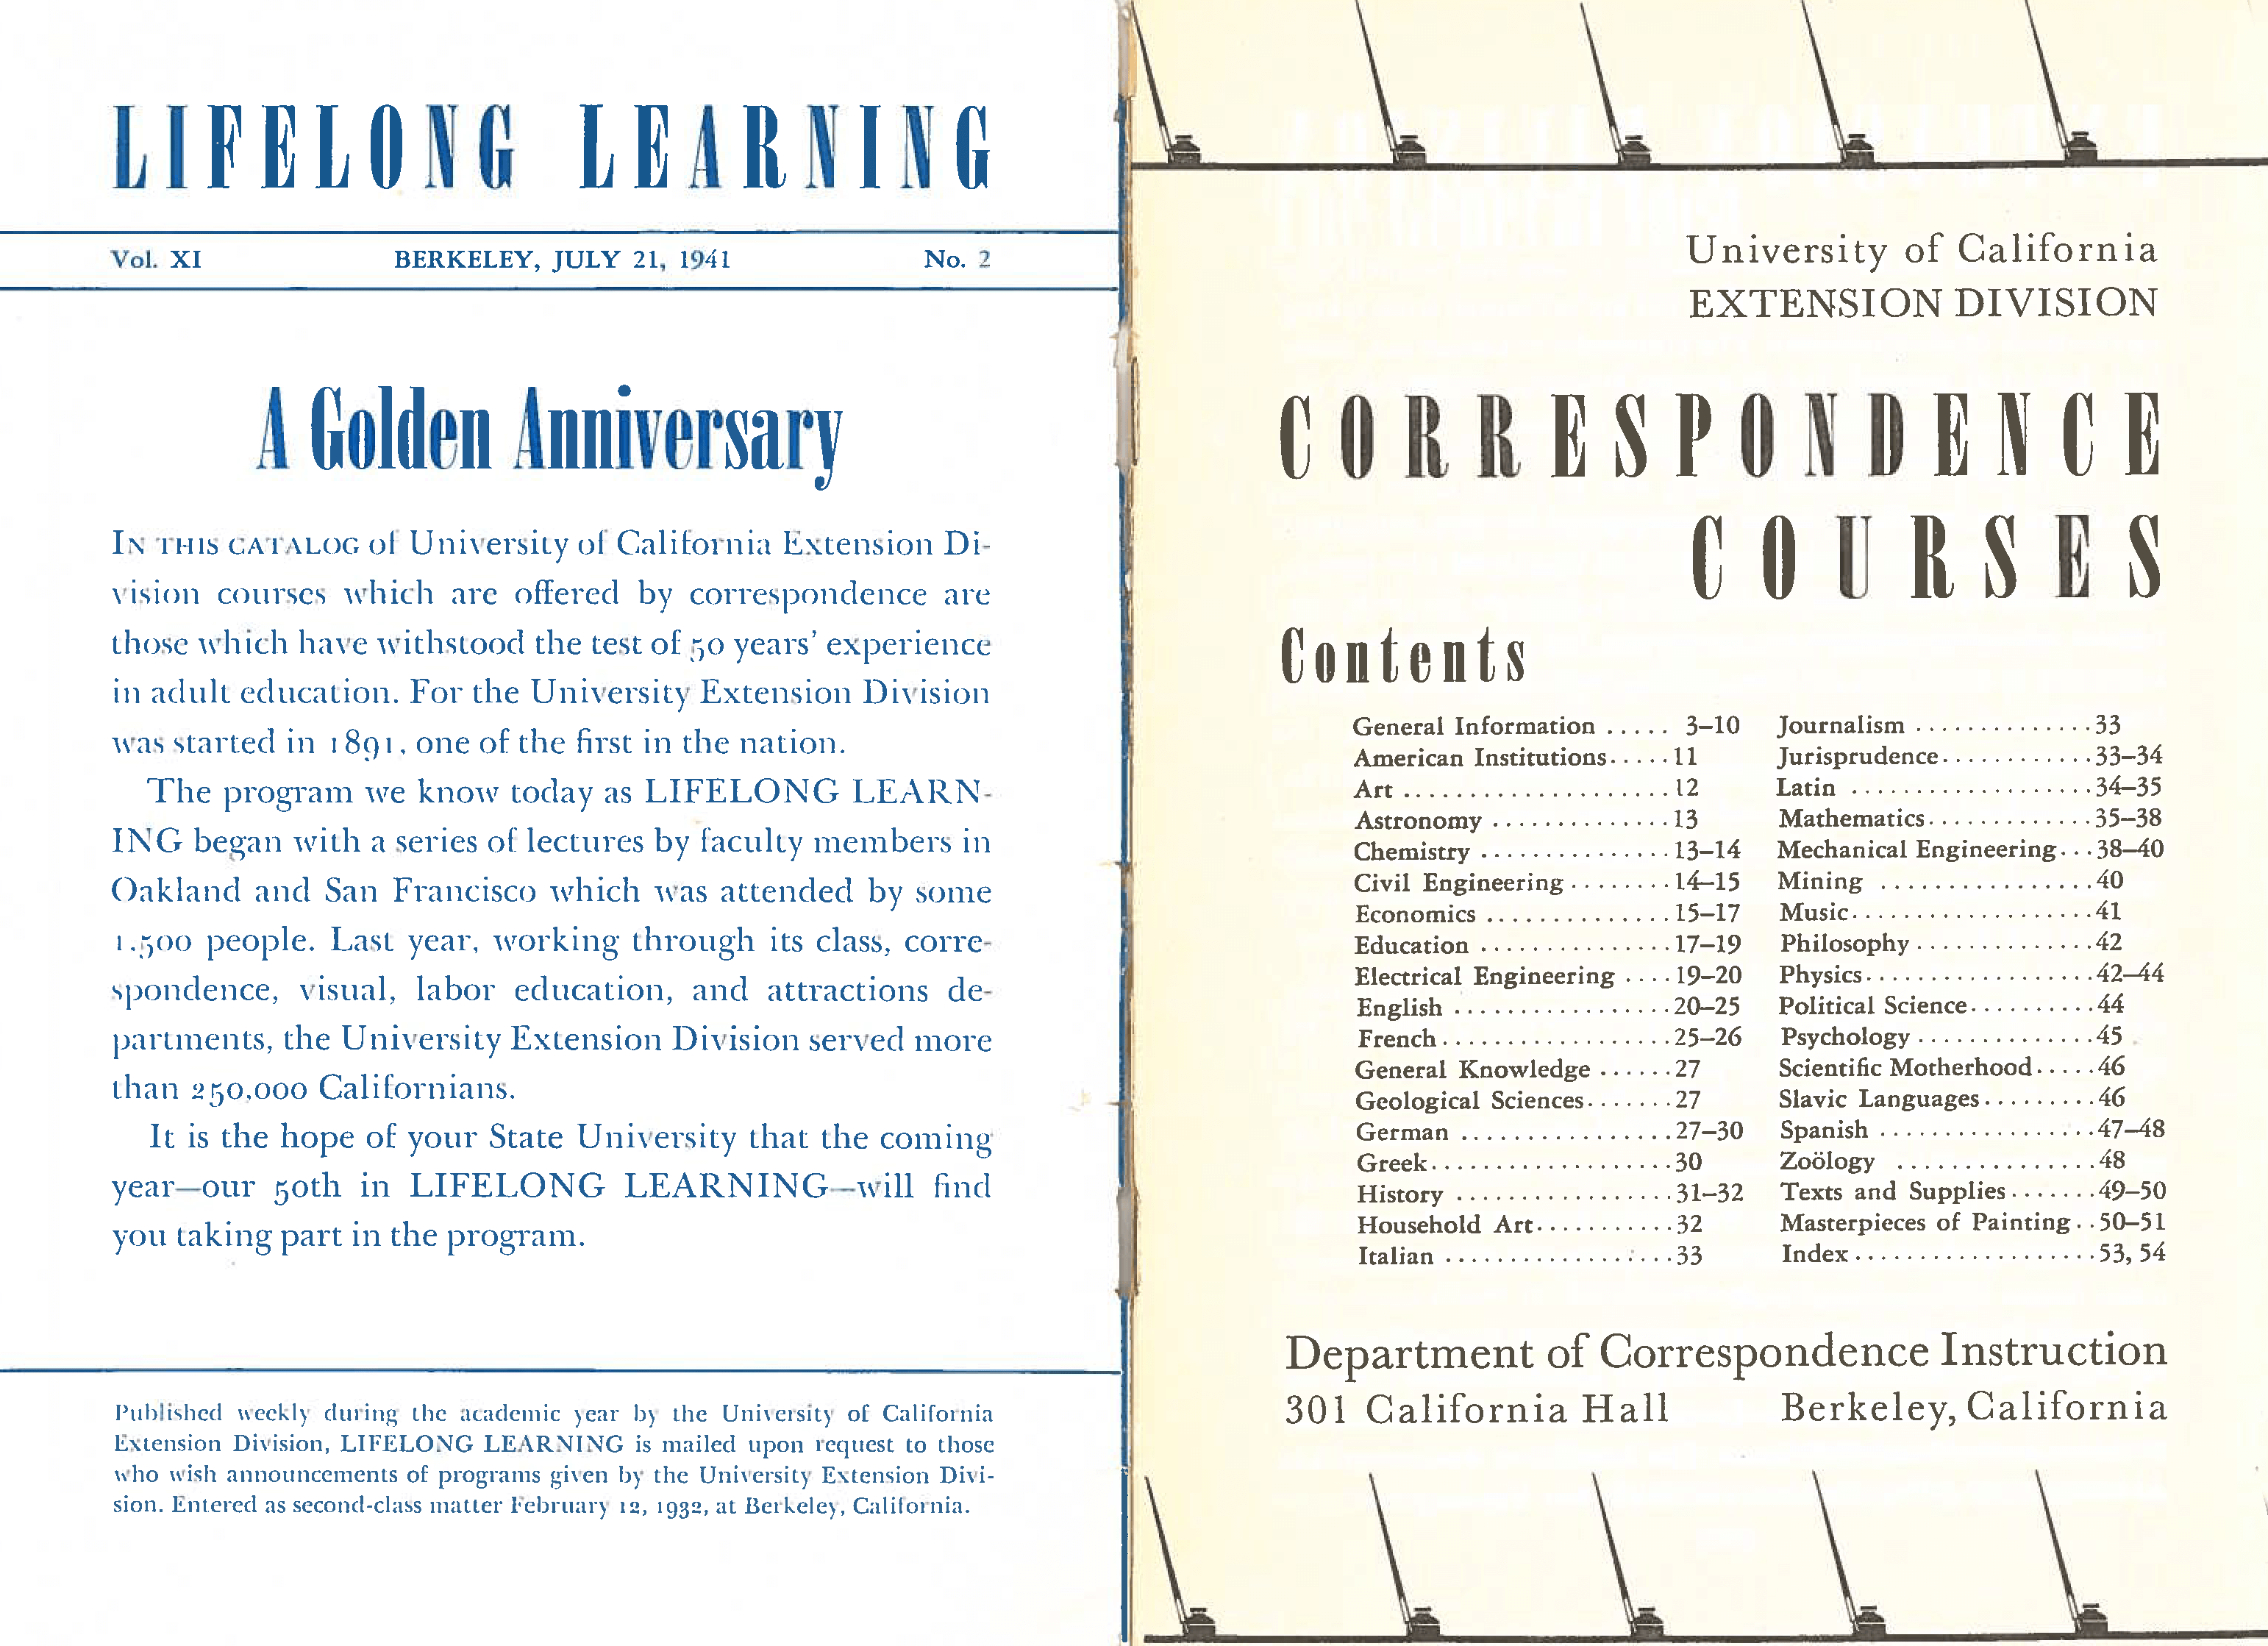 LIFELONG LEARNING
Vol. XI BERKELEY, JULY 21, 1941 No. 2
A Golden Anniversary
IN THIS CATALOG of University of California Extension Di-
vision courses which are offered by correspondence are
those which have withstood the test of 50 years' experience
in adult education. For the University Extension Division
was started in 1891, one of the first in the nation.
The program we know today as LIFELONG LEARN-
ING began with a series of lectures by faculty members in
Oakland and San Francisco which was attended by some
1,500 people. Last year, working through its class, corre-
spondence, visual, labor education, and attractions de-
partments, the University Extension Division served more
than 250,000 Californians.
It is the hope of your State University that the coming
year—our 50th in LIFELONG LEARNING—will find
you taking part in the program.
Published weekly during the academic year by the University of California
Extension Division, LIFELONG LEARNING is mailed upon request to those
who wish announcements of programs given by the University Extension Divi-
sion. Entered as second-class matter February 12, 1932, at Berkeley, California.
University of California
EXTENSION DIVISION
CORRESPONDENCE
COURSES
Contents
General Information ..... 3–10
American Institutions.....11
Art .....................12
Astronomy ..............13
Chemistry ...............13–14
Civil Engineering........14–15
Economics ..............15–17
Education ...............17–19
Electrical Engineering ....19–20
English .................20–25
French..................25–26
General Knowledge ......27
Geological Sciences.......27
German .................27–30
Greek...................30
History .................31–32
Household Art...........32
Italian ..................33
Journalism ..............33
Jurisprudence............33–34
Latin ...................34–35
Mathematics.............35–38
Mechanical Engineering...38–40
Mining .................40
Music...................41
Philosophy..............42
Physics..................42–44
Political Science..........44
Psychology..............45
Scientific Motherhood.....46
Slavic Languages.........46
Spanish .................47–48
Zoölogy ................48
Texts and Supplies.......49–50
Masterpieces of Painting..50–51
Index...................53, 54
Department of Correspondence Instruction
301 California Hall Berkeley, California